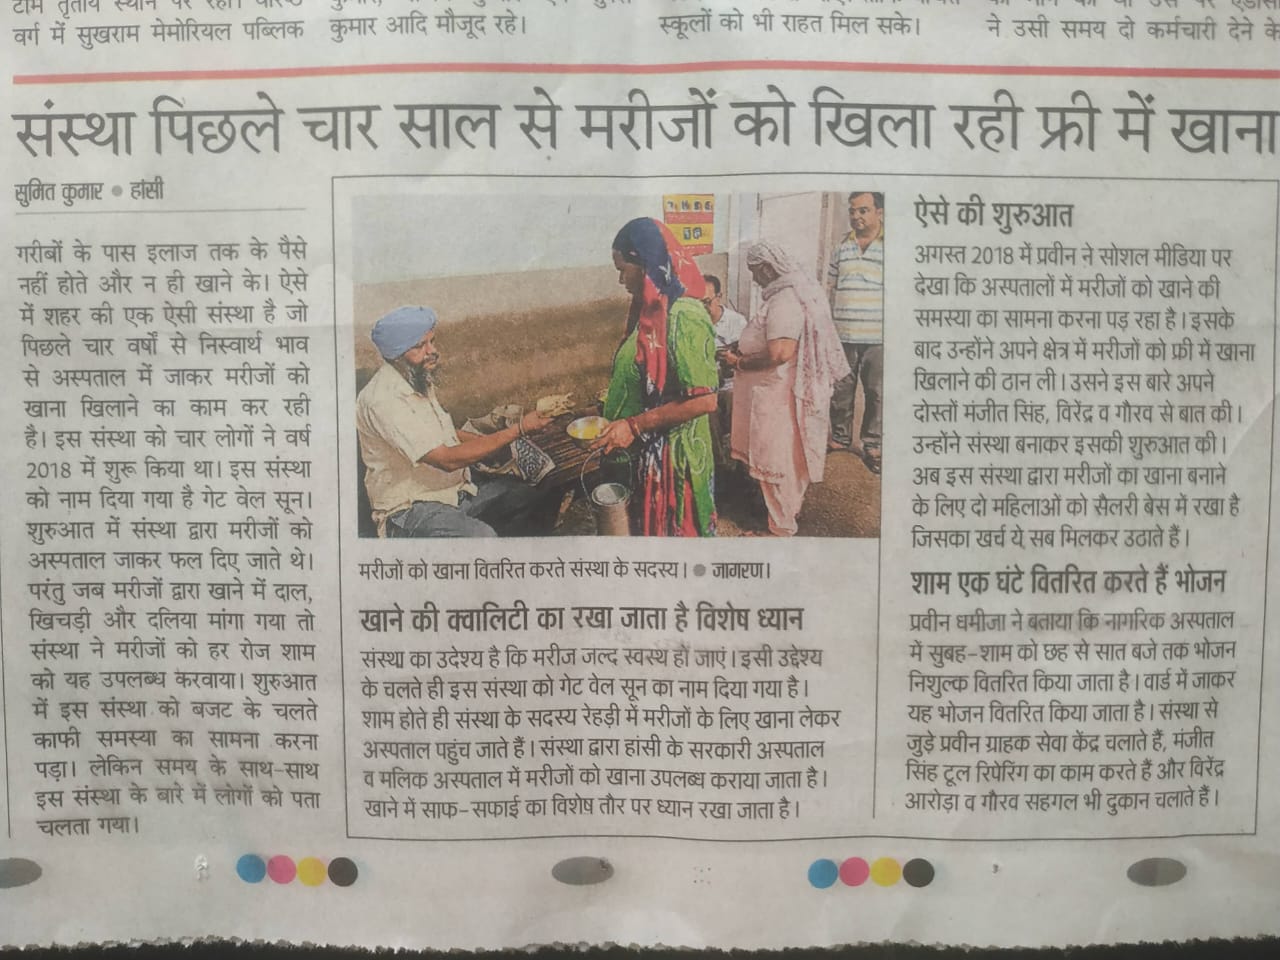 वर्ग में सुखराम मेमोरियल पब्लिक
कुमार आदि मौजूद रहे।
स्कूलों को भी राहत मिल सके।
ने उसी समय दो कर्मचारी देने के
संस्था पिछले चार साल से मरीजों को खिला रही फ्री में खाना
सुमित कुमार ● हांसी
गरीबों के पास इलाज तक के पैसे
नहीं होते और न ही खाने के। ऐसे
में शहर की एक ऐसी संस्था है जो
पिछले चार वर्षों से निस्वार्थ भाव
से अस्पताल में जाकर मरीजों को
खाना खिलाने का काम कर रही
है। इस संस्था को चार लोगों ने वर्ष
2018 में शुरू किया था। इस संस्था
को नाम दिया गया है गेट वेल सून।
शुरुआत में संस्था द्वारा मरीजों को
अस्पताल जाकर फल दिए जाते थे।
परंतु जब मरीजों द्वारा खाने में दाल,
खिचड़ी और दलिया मांगा गया तो
संस्था ने मरीजों को हर रोज शाम
को यह उपलब्ध करवाया। शुरुआत
में इस संस्था को बजट के चलते
काफी समस्या का सामना करना
पड़ा। लेकिन समय के साथ-साथ
इस संस्था के बारे में लोगों को पता
चलता गया।
मरीजों को खाना वितरित करते संस्था के सदस्य। ● जागरण।
खाने की क्वालिटी का रखा जाता है विशेष ध्यान
संस्था का उदेश्य है कि मरीज जल्द स्वस्थ हो जाएं। इसी उद्देश्य
के चलते ही इस संस्था को गेट वेल सून का नाम दिया गया है।
शाम होते ही संस्था के सदस्य रेहड़ी में मरीजों के लिए खाना लेकर
अस्पताल पहुंच जाते हैं। संस्था द्वारा हांसी के सरकारी अस्पताल
व मलिक अस्पताल में मरीजों को खाना उपलब्ध कराया जाता है।
खाने में साफ-सफाई का विशेष तौर पर ध्यान रखा जाता है।
ऐसे की शुरुआत
अगस्त 2018 में प्रवीन ने सोशल मीडिया पर
देखा कि अस्पतालों में मरीजों को खाने की
समस्या का सामना करना पड़ रहा है। इसके
बाद उन्होंने अपने क्षेत्र में मरीजों को फ्री में खाना
खिलाने की ठान ली। उसने इस बारे अपने
दोस्तों मंजीत सिंह, विरेंद्र व गौरव से बात की।
उन्होंने संस्था बनाकर इसकी शुरुआत की।
अब इस संस्था द्वारा मरीजों का खाना बनाने
के लिए दो महिलाओं को सैलरी बेस में रखा है
जिसका खर्च ये सब मिलकर उठाते हैं।
शाम एक घंटे वितरित करते हैं भोजन
प्रवीन धमीजा ने बताया कि नागरिक अस्पताल
में सुबह-शाम को छह से सात बजे तक भोजन
निशुल्क वितरित किया जाता है। वार्ड में जाकर
यह भोजन वितरित किया जाता है। संस्था से
जुड़े प्रवीन ग्राहक सेवा केंद्र चलाते हैं, मंजीत
सिंह टूल रिपेरिंग का काम करते हैं और विरेंद्र
आरोड़ा व गौरव सहगल भी दुकान चलाते हैं।